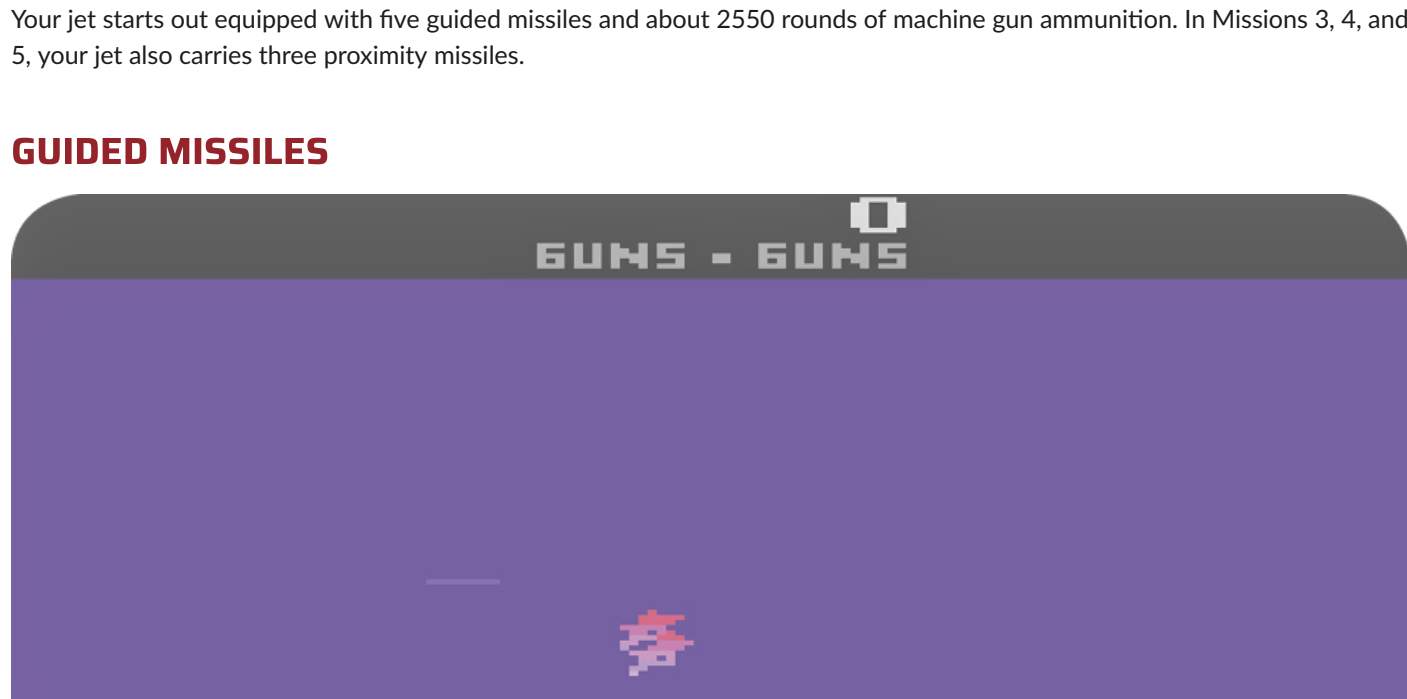 Your jet starts out equipped with five guided missiles and about 2550 rounds of machine gun ammunition. In Missions 3, 4, and
5, your jet also carries three proximity missiles.
GUIDED MISSILES
0
GUNS - GUNS